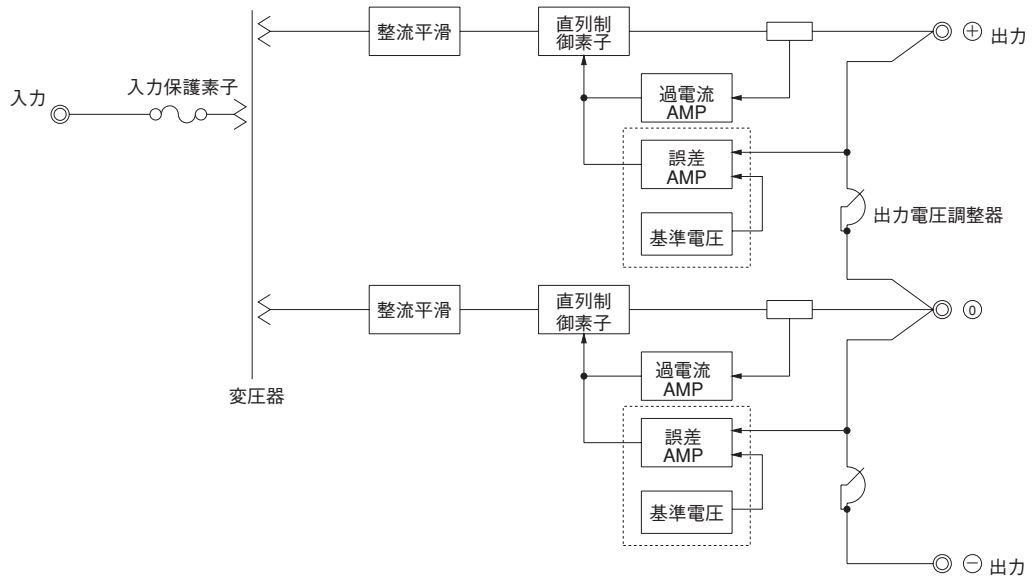 整流平滑
直列制
御素子
⊕ 出力
入力保護素子
入力
過電流
AMP
誤差
AMP
出力電圧調整器
基準電圧
整流平滑
直列制
御素子
⓪
過電流
AMP
変圧器
誤差
AMP
基準電圧
⊖ 出力